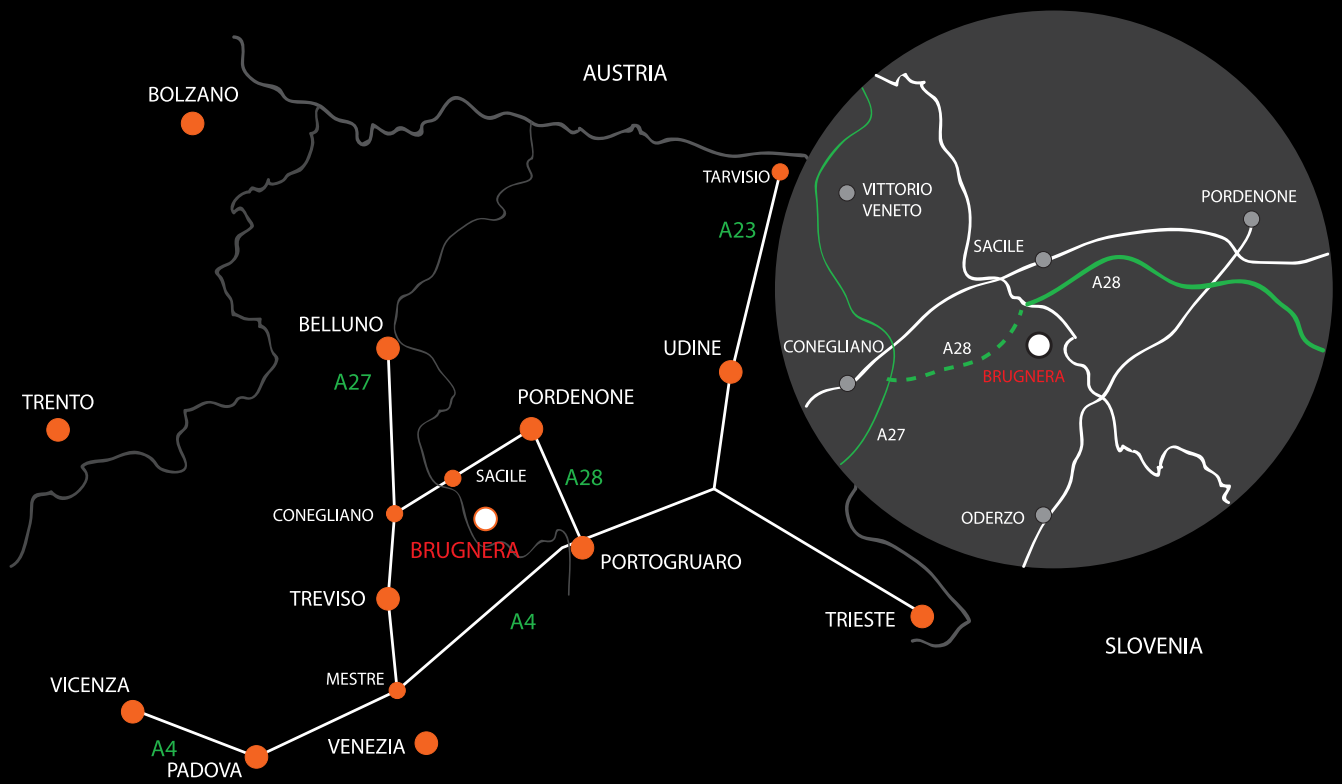 AUSTRIA
BOLZANO
TARVISIO
A23
BELLUNO
UDINE
A27
PORDENONE
TRENTO
SACILE
A28
CONEGLIANO
BRUGNERA
PORTOGRUARO
TREVISO
A4
TRIESTE
SLOVENIA
MESTRE
VICENZA
A4
VENEZIA
PADOVA
VITTORIO
VENETO
PORDENONE
SACILE
A28
CONEGLIANO
A28
BRUGNERA
A27
ODERZO